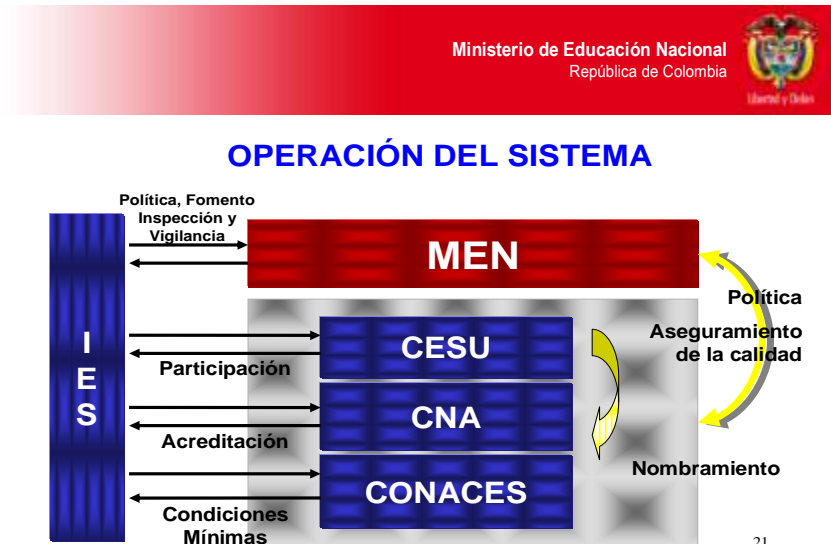 Ministerio de Educación Nacional
República de Colombia
Libertad y Orden
OPERACIÓN DEL SISTEMA
Política, Fomento
Inspección y
Vigilancia
MEN
I
E
S
Política
Aseguramiento
de la calidad
CESU
Participación
CNA
Acreditación
Nombramiento
CONACES
Condiciones
Mínimas
21